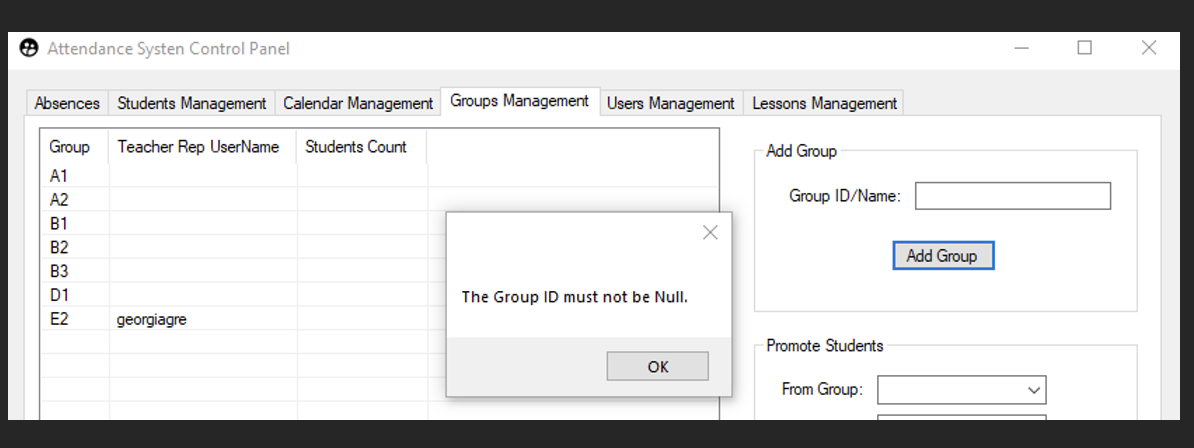 Attendance Systen Control Panel
Absences Students Management Calendar Management Groups Management Users Management Lessons Management
Group Teacher Rep UserName Students Count
A1
A2
B1
B2
B3
D1
E2 georgiagre
The Group ID must not be Null.
OK
Add Group
Group ID/Name:
Add Group
Promote Students
From Group: